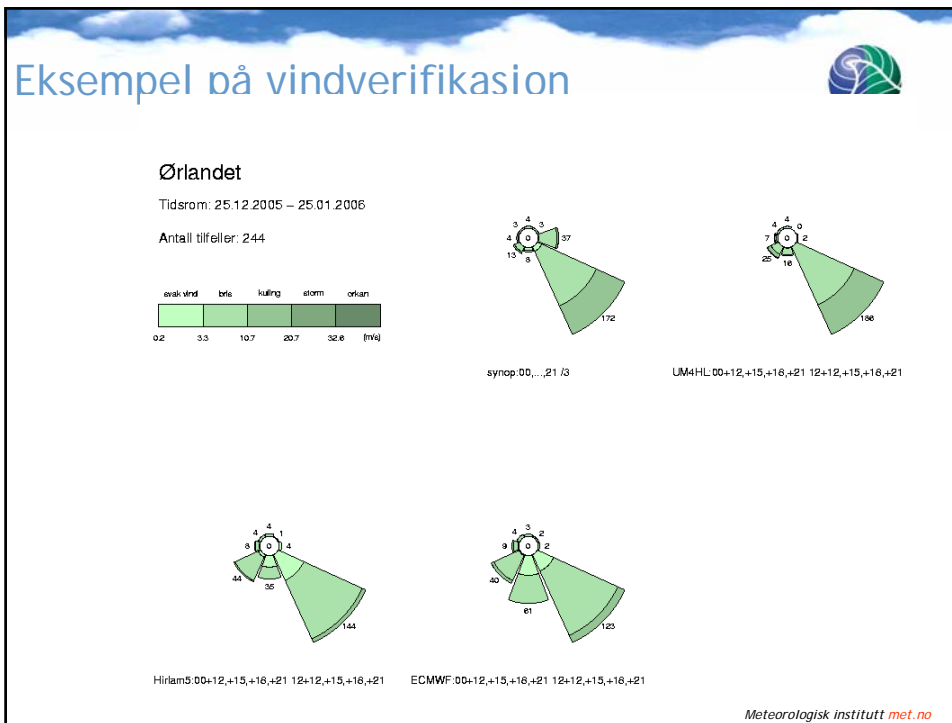 Eksempel på vindverifikasjon
Ørlandet
Tidsrom: 25.12.2005 – 25.01.2006
Antall tilfeller: 244
svak vind bris kuling storm orkan
0.2 3.3 10.7 20.7 32.6 (m/s)
4
3 3
4 0 37
13 8
172
synop:00,...,21 /3
4
4 0
7 0 2
25 16
186
UM4HL:00+12,+15,+18,+21 12+12,+15,+18,+21
4
4 1
8 0 4
44 35
144
Hirlam5:00+12,+15,+18,+21 12+12,+15,+18,+21
3
4 2
9 0 2
40 61
123
ECMWF:00+12,+15,+18,+21 12+12,+15,+18,+21
Meteorologisk institutt met.no